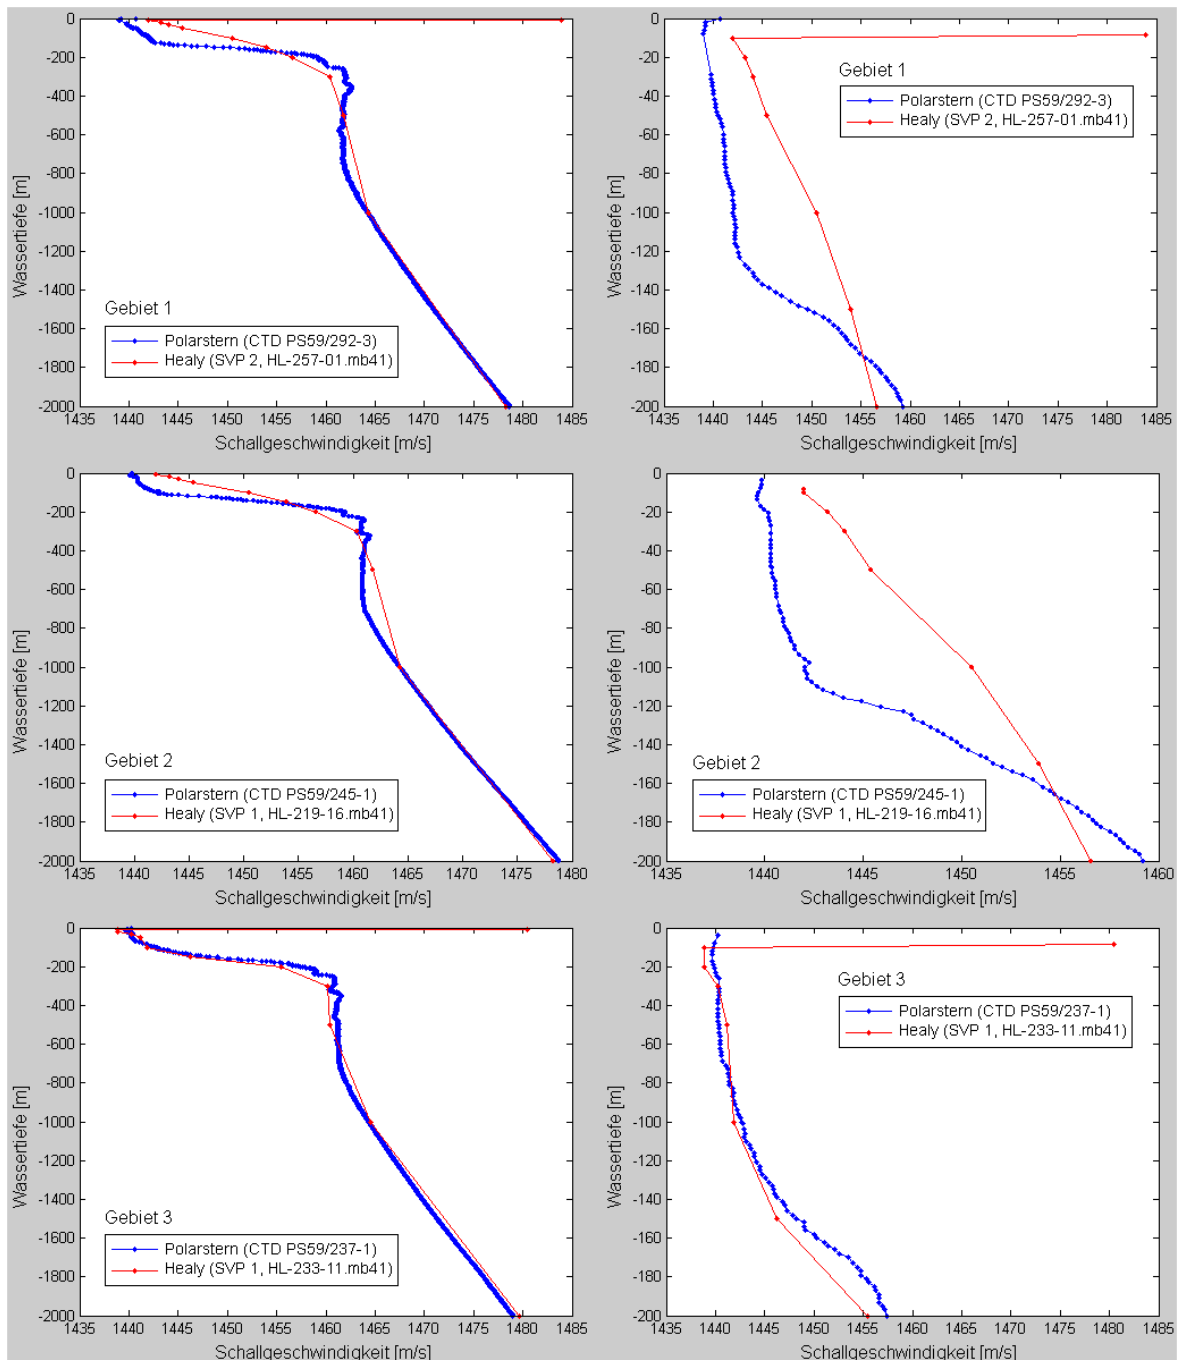 0
-200
-400
-600
-800
-1000
-1200
-1400
-1600
-1800
-2000
Wassertiefe [m]
Gebiet 1
Polarstern (CTD PS59/292-3)
Healy (SVP 2, HL-257-01.mb41)
1435 1440 1445 1450 1455 1460 1465 1470 1475 1480 1485
Schallgeschwindigkeit [m/s]
0
-20
-40
-60
-80
-100
-120
-140
-160
-180
-200
Wassertiefe [m]
Gebiet 1
Polarstern (CTD PS59/292-3)
Healy (SVP 2, HL-257-01.mb41)
1435 1440 1445 1450 1455 1460 1465 1470 1475 1480 1485
Schallgeschwindigkeit [m/s]
0
-200
-400
-600
-800
-1000
-1200
-1400
-1600
-1800
-2000
Wassertiefe [m]
Gebiet 2
Polarstern (CTD PS59/245-1)
Healy (SVP 1, HL-219-16.mb41)
1435 1440 1445 1450 1455 1460 1465 1470 1475 1480
Schallgeschwindigkeit [m/s]
0
-20
-40
-60
-80
-100
-120
-140
-160
-180
-200
Wassertiefe [m]
Gebiet 2
Polarstern (CTD PS59/245-1)
Healy (SVP 1, HL-219-16.mb41)
1435 1440 1445 1450 1455 1460
Schallgeschwindigkeit [m/s]
0
-200
-400
-600
-800
-1000
-1200
-1400
-1600
-1800
-2000
Wassertiefe [m]
Gebiet 3
Polarstern (CTD PS59/237-1)
Healy (SVP 1, HL-233-11.mb41)
1435 1440 1445 1450 1455 1460 1465 1470 1475 1480 1485
Schallgeschwindigkeit [m/s]
0
-20
-40
-60
-80
-100
-120
-140
-160
-180
-200
Wassertiefe [m]
Gebiet 3
Polarstern (CTD PS59/237-1)
Healy (SVP 1, HL-233-11.mb41)
1435 1440 1445 1450 1455 1460 1465 1470 1475 1480 1485
Schallgeschwindigkeit [m/s]